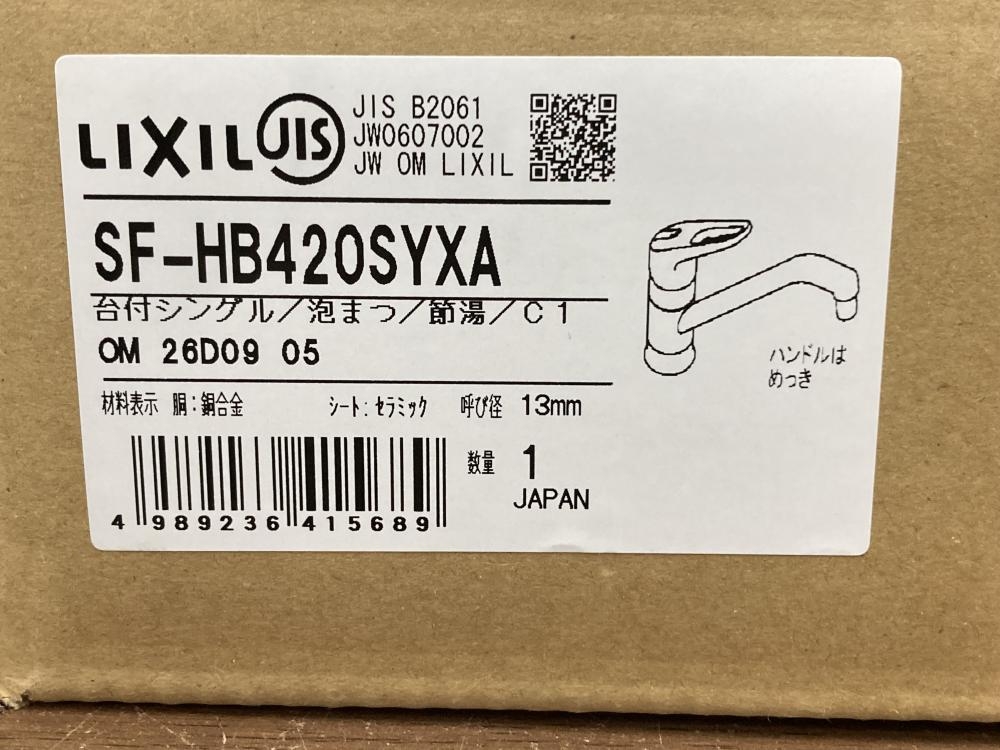 LIXIL JIS
JIS B2061
JW0607002
JW OM LIXIL
SF-HB420SYXA
台付シングル/泡まつ/節湯/C1
OM 26D09 05
ハンドルは
めっき
材料表示 胴:銅合金 シート:セラミック 呼び径 13mm
数量 1
JAPAN
4 989236 415689